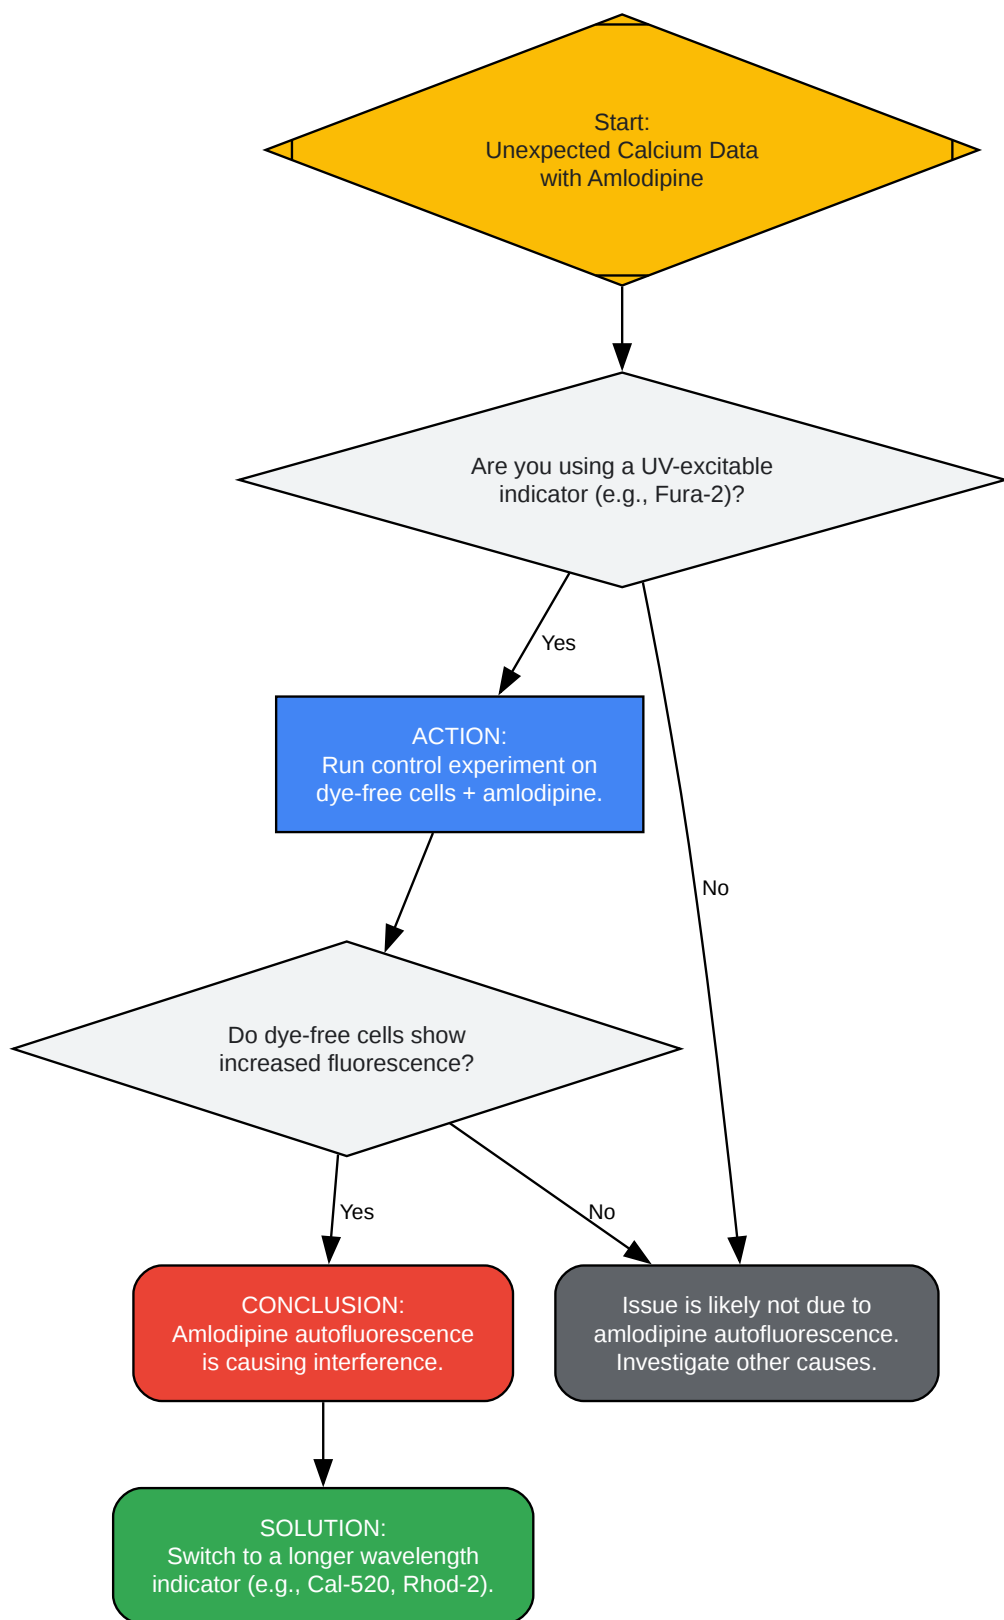 Start:
Unexpected Calcium Data
with Amlodipine
Are you using a UV-excitable
indicator (e.g., Fura-2)?
Yes
ACTION:
Run control experiment on
dye-free cells + amlodipine.
No
Do dye-free cells show
increased fluorescence?
Yes
No
CONCLUSION:
Amlodipine autofluorescence
is causing interference.
Issue is likely not due to
amlodipine autofluorescence.
Investigate other causes.
SOLUTION:
Switch to a longer wavelength
indicator (e.g., Cal-520, Rhod-2).